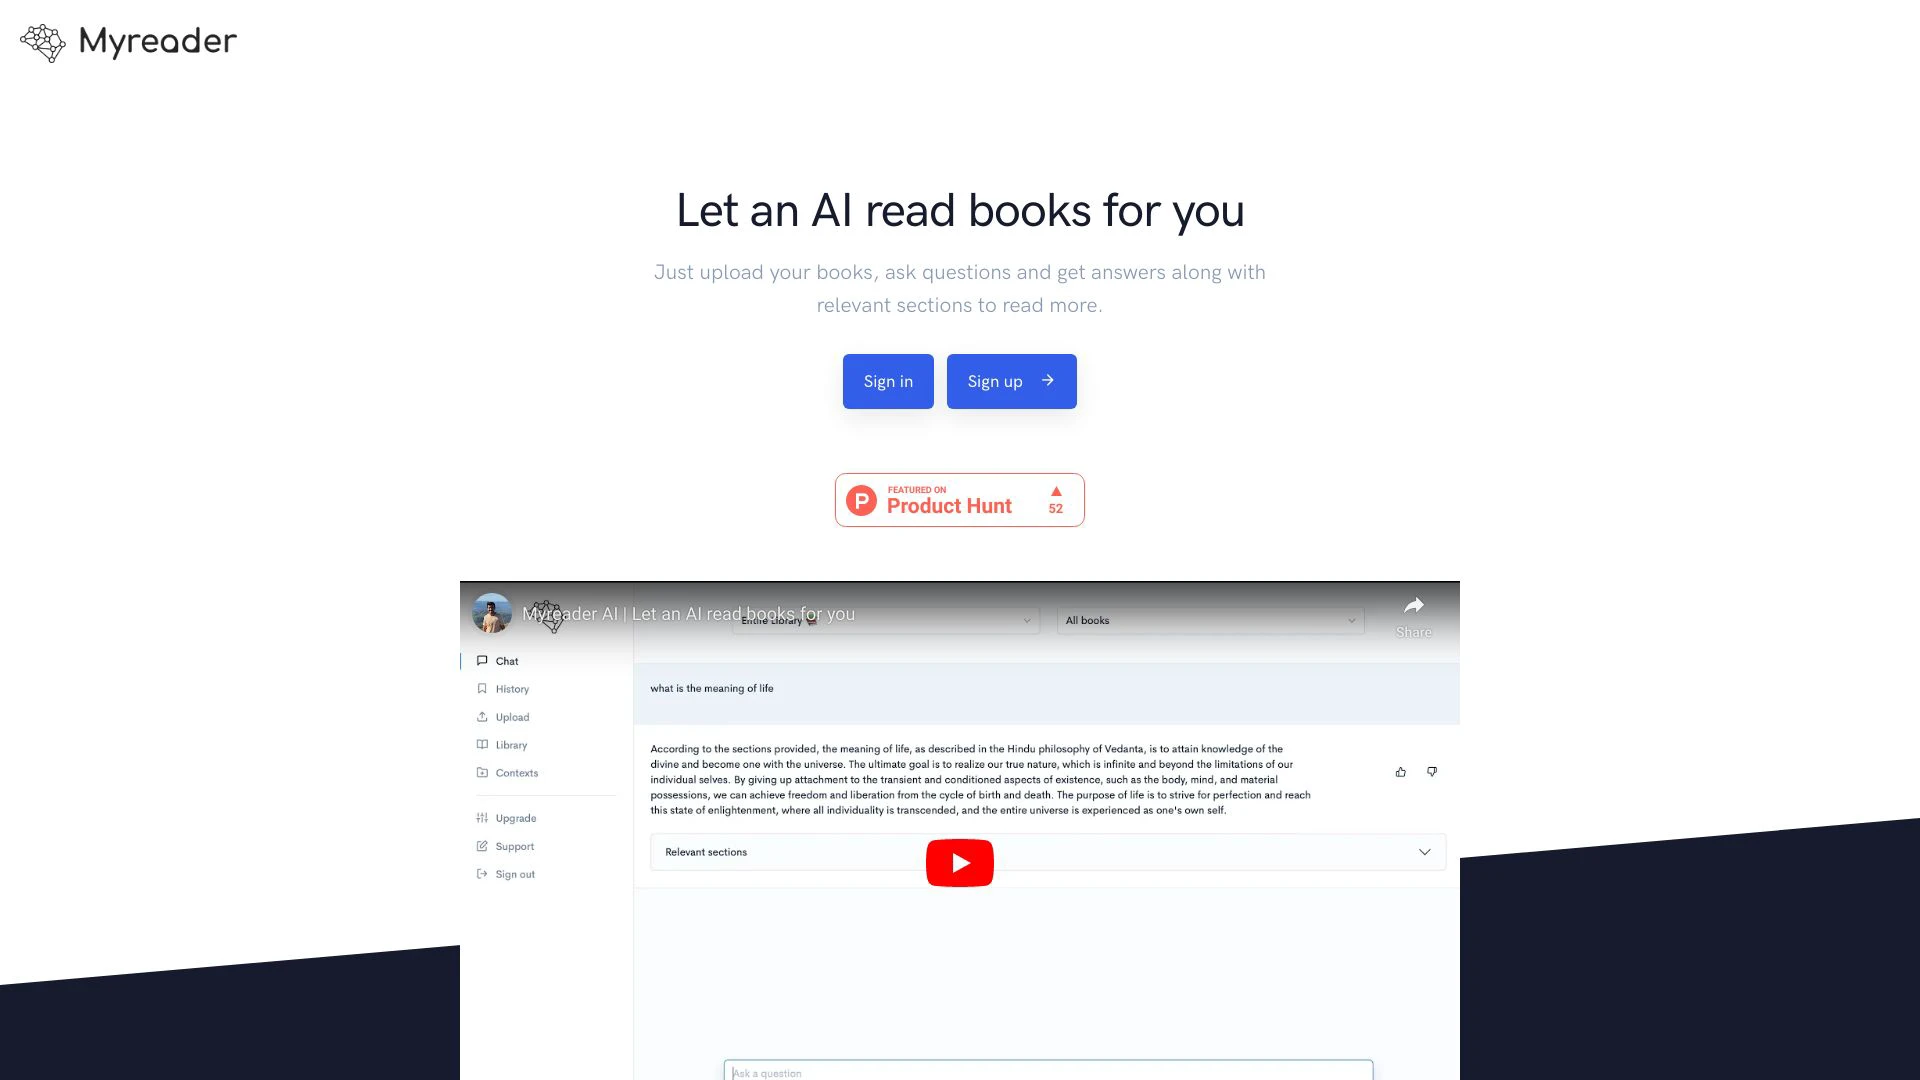 Myreader
Let an AI read books for you
Just upload your books, ask questions and get answers along with
relevant sections to read more.
Sign in
Sign up
FEATURED ON
Product Hunt
52
Myreader AI | Let an AI read books for you
Share
Entire Library
All books
Chat
History
Upload
Library
Contexts
Upgrade
Support
Sign out
what is the meaning of life
According to the sections provided, the meaning of life, as described in the Hindu philosophy of Vedanta, is to attain knowledge of the
divine and become one with the universe. The ultimate goal is to realize our true nature, which is infinite and beyond the limitations of our
individual selves. By giving up attachment to the transient and conditioned aspects of existence, such as the body, mind, and material
possessions, we can achieve freedom and liberation from the cycle of birth and death. The purpose of life is to strive for perfection and reach
this state of enlightenment, where all individuality is transcended, and the entire universe is experienced as one's own self.
Relevant sections
Ask a question